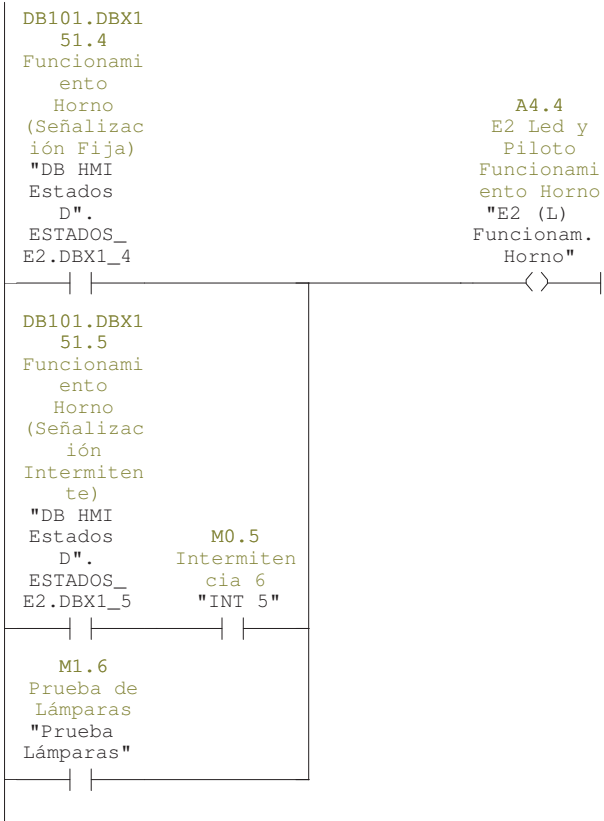 DB101.DBX1
51.4
Funcionami
ento
Horno
(Señalizac
ión Fija)
"DB HMI
Estados
D".
ESTADOS_
E2.DBX1_4
A4.4
E2 Led y
Piloto
Funcionami
ento Horno
"E2 (L)
Funcionam.
Horno"
DB101.DBX1
51.5
Funcionami
ento
Horno
(Señalizac
ión
Intermiten
te)
"DB HMI
Estados
D".
ESTADOS_
E2.DBX1_5
M0.5
Intermiten
cia 6
"INT 5"
M1.6
Prueba de
Lámparas
"Prueba
Lámparas"